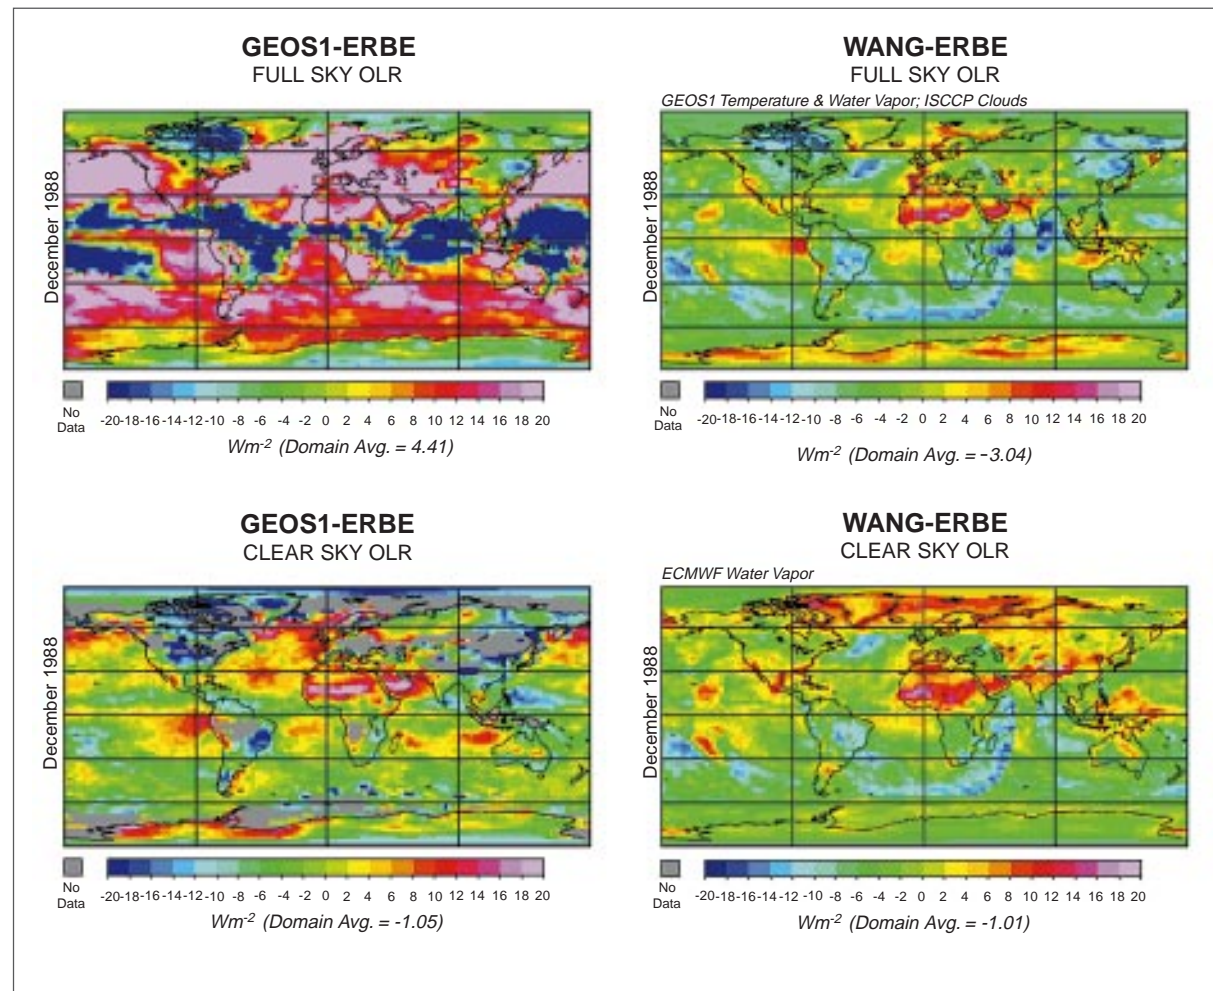 GEOS1-ERBE
FULL SKY OLR
December 1988
No
Data
-20-18-16-14-12-10 -8 -6 -4 -2 0 2 4 6 8 10 12 14 16 18 20
Wm-2 (Domain Avg. = 4.41)
WANG-ERBE
FULL SKY OLR
GEOS1 Temperature & Water Vapor; ISCCP Clouds
December 1988
No
Data
-20-18-16-14-12-10 -8 -6 -4 -2 0 2 4 6 8 10 12 14 16 18 20
Wm-2 (Domain Avg. = -3.04)
GEOS1-ERBE
CLEAR SKY OLR
December 1988
No
Data
-20-18-16-14-12-10 -8 -6 -4 -2 0 2 4 6 8 10 12 14 16 18 20
Wm-2 (Domain Avg. = -1.05)
WANG-ERBE
CLEAR SKY OLR
ECMWF Water Vapor
December 1988
No
Data
-20-18-16-14-12-10 -8 -6 -4 -2 0 2 4 6 8 10 12 14 16 18 20
Wm-2 (Domain Avg. = -1.01)